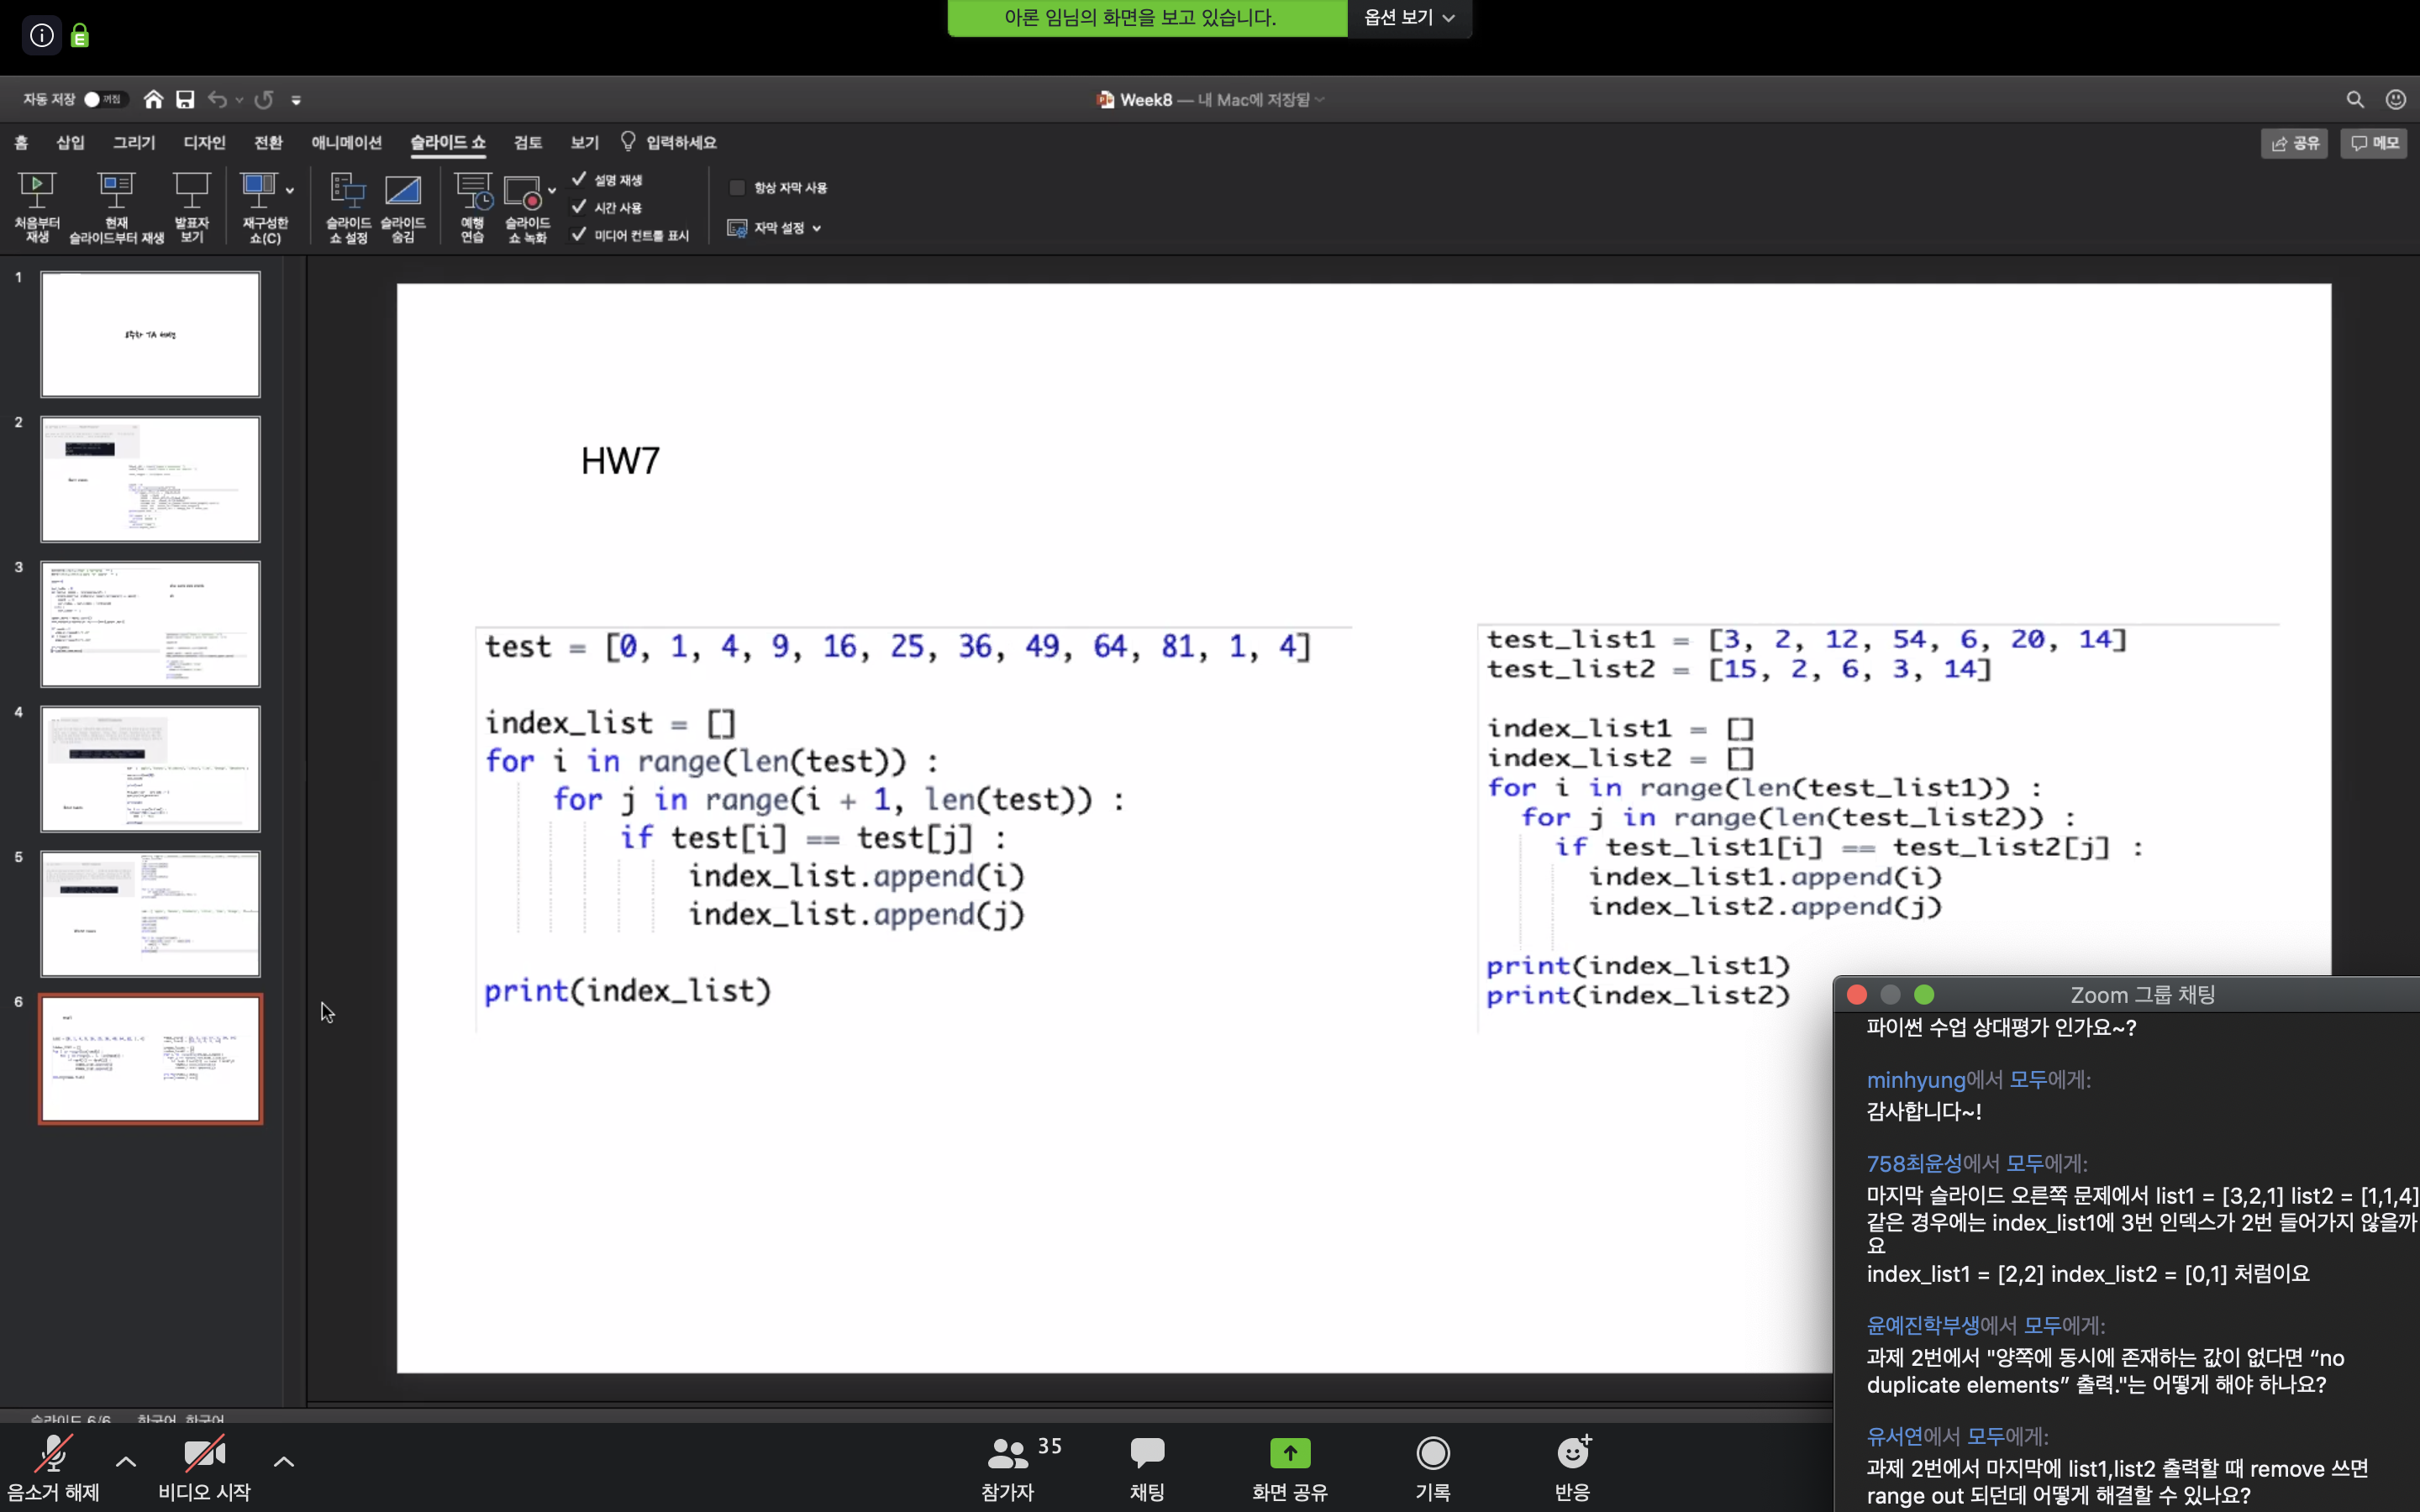 아론 임님의 화면을 보고 있습니다.
옵션 보기
자동 저장
꺼짐
Week8 — 내 Mac에 저장됨
홈
삽입
그리기
디자인
전환
애니메이션
슬라이드 쇼
검토
보기
입력하세요
공유
메모
처음부터
재생
현재
슬라이드부터 재생
발표자
보기
재구성한
쇼(C)
슬라이드
쇼 설정
슬라이드
숨김
예행
연습
슬라이드
쇼 녹화
설명 재생
시간 사용
미디어 컨트롤 표시
항상 자막 사용
자막 설정
1
2
3
4
5
6
HW7
test = [0, 1, 4, 9, 16, 25, 36, 49, 64, 81, 1, 4]
index_list = []
for i in range(len(test)) :
for j in range(i + 1, len(test)) :
if test[i] == test[j] :
index_list.append(i)
index_list.append(j)
print(index_list)
test_list1 = [3, 2, 12, 54, 6, 20, 14]
test_list2 = [15, 2, 6, 3, 14]
index_list1 = []
index_list2 = []
for i in range(len(test_list1)) :
for j in range(len(test_list2)) :
if test_list1[i] == test_list2[j] :
index_list1.append(i)
index_list2.append(j)
print(index_list1)
print(index_list2)
Zoom 그룹 채팅
파이썬 수업 상대평가 인가요~?
minhyung에서 모두에게:
감사합니다~!
758최윤성에서 모두에게:
마지막 슬라이드 오른쪽 문제에서 list1 = [3,2,1] list2 = [1,1,4]
같은 경우에는 index_list1에 3번 인덱스가 2번 들어가지 않을까
요
index_list1 = [2,2] index_list2 = [0,1] 처럼이요
윤예진학부생에서 모두에게:
과제 2번에서 "양쪽에 동시에 존재하는 값이 없다면 “no
duplicate elements” 출력."는 어떻게 해야 하나요?
유서연에서 모두에게:
과제 2번에서 마지막에 list1,list2 출력할 때 remove 쓰면
range out 되던데 어떻게 해결할 수 있나요?
슬라이드 6/6
한국어
음소거 해제
비디오 시작
35
참가자
채팅
화면 공유
기록
반응